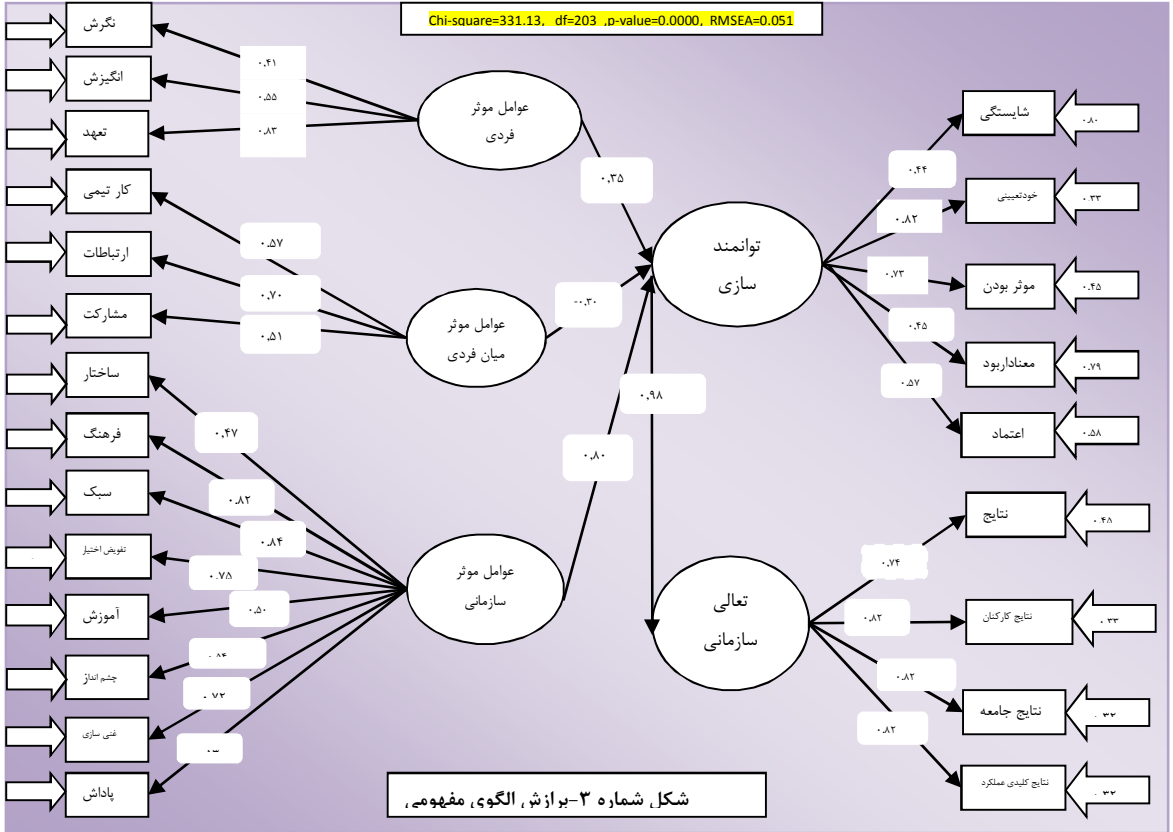 Chi-square=331.13, df=203 ,p-value=0.0000, RMSEA=0.051
نگرش
انگیزش
تعهد
کار تیمی
ارتباطات
مشارکت
ساختار
فرهنگ
سبک
تفویض اختیار
آموزش
چشم انداز
غنی سازی
پاداش
۰,۴۱
۰,۵۵
۰,۸۳
۰,۵۷
۰,۷۰
۰,۵۱
۰,۴۷
۰,۸۲
۰,۸۴
۰,۷۵
۰,۵۰
۰,۷۲
عوامل موثر
فردی
عوامل موثر
میان فردی
عوامل موثر
سازمانی
۰,۳۵
-۰,۳۰
۰,۸۰
۰,۹۸
توانمند
سازی
تعالی
سازمانی
۰,۴۴
۰,۸۲
۰,۷۳
۰,۴۵
۰,۵۷
۰,۷۴
۰,۸۲
۰,۸۲
۰,۸۲
شایستگی
خودتعیینی
موثر بودن
معناداربود
اعتماد
نتایج
نتایج کارکنان
نتایج جامعه
نتایج کلیدی عملکرد
۰,۸۰
۰,۳۳
۰,۴۵
۰,۷۹
۰,۵۸
۰,۴۵
۰,۳۳
۰,۳۲
۰,۳۲
شکل شماره ۳-برازش الگوی مفهومی